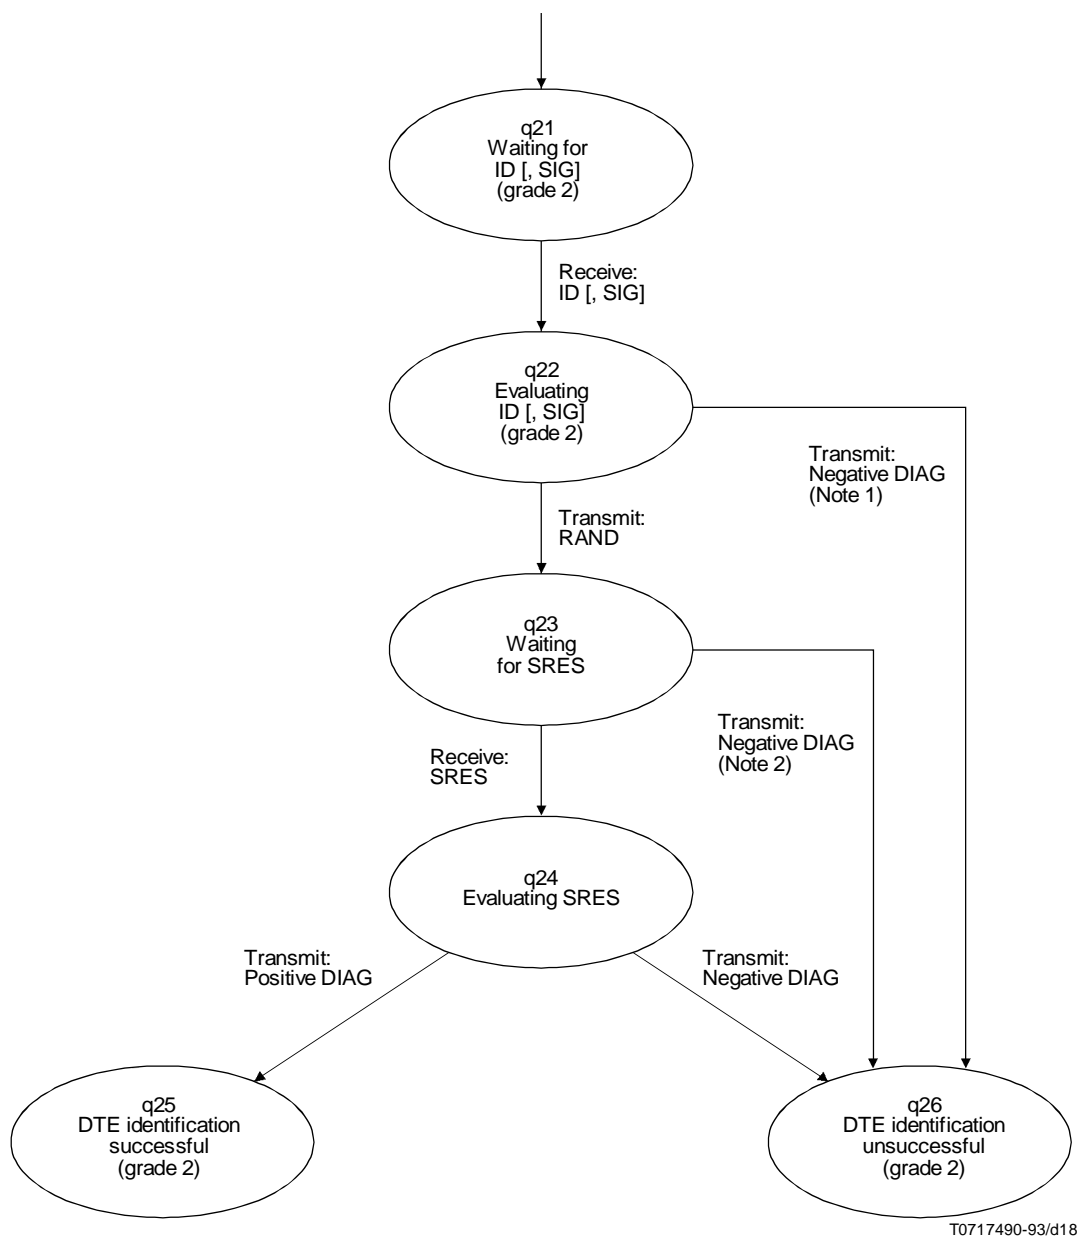 q21
Waiting for
ID [, SIG]
(grade 2)
Receive:
ID [, SIG]
q22
Evaluating
ID [, SIG]
(grade 2)
Transmit:
Negative DIAG
(Note 1)
Transmit:
RAND
q23
Waiting
for SRES
Transmit:
Negative DIAG
(Note 2)
Receive:
SRES
q24
Evaluating SRES
Transmit:
Positive DIAG
Transmit:
Negative DIAG
q25
DTE identification
successful
(grade 2)
q26
DTE identification
unsuccessful
(grade 2)
T0717490-93/d18